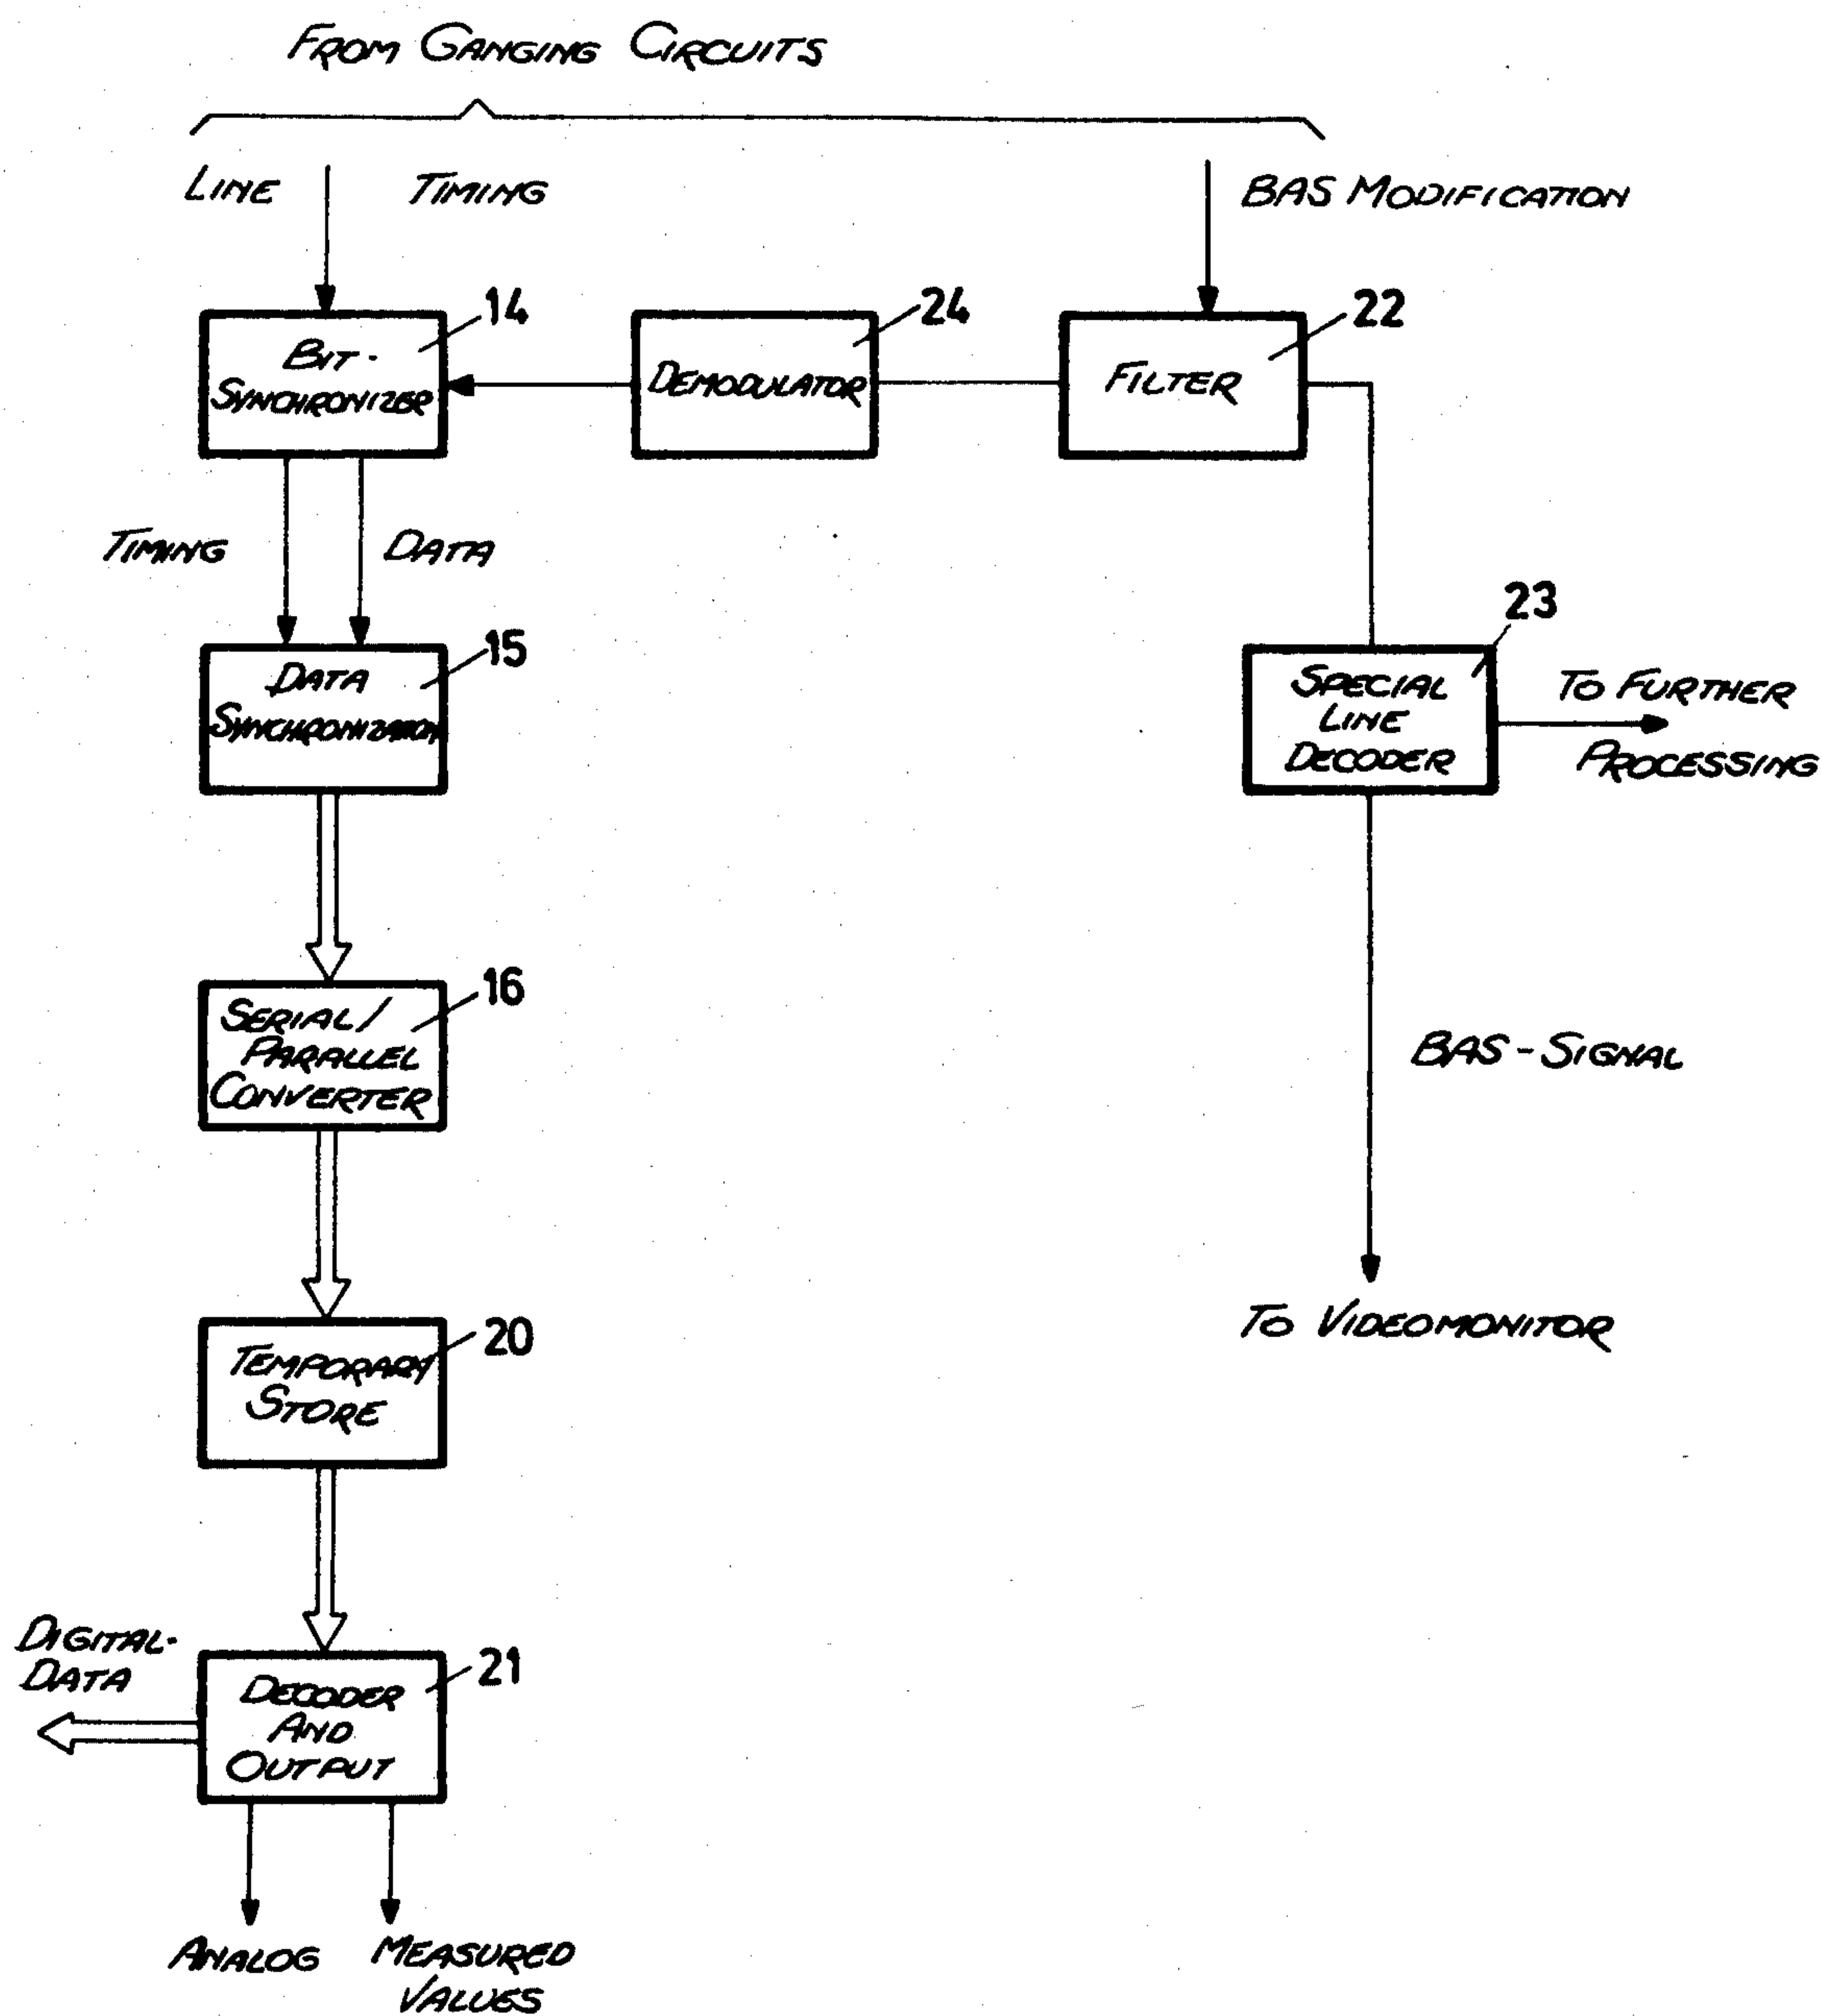 FROM GANGING CIRCUITS
LINE TIMING
BAS MODIFICATION
14
24
22
BIT-
SYNCHRONIZER
DEMODULATOR
FILTER
TIMING
DATA
23
15
DATA
SYNCHRONIZATION
SPECIAL
LINE
DECODER
TO FURTHER
PROCESSING
16
SERIAL/
PARALLEL
CONVERTER
BAS-SIGNAL
20
TEMPORARY
STORE
TO VIDEOMONITOR
DIGITAL-
DATA
21
DECODER
AND
OUTPUT
ANALOG
MEASURED
VALUES